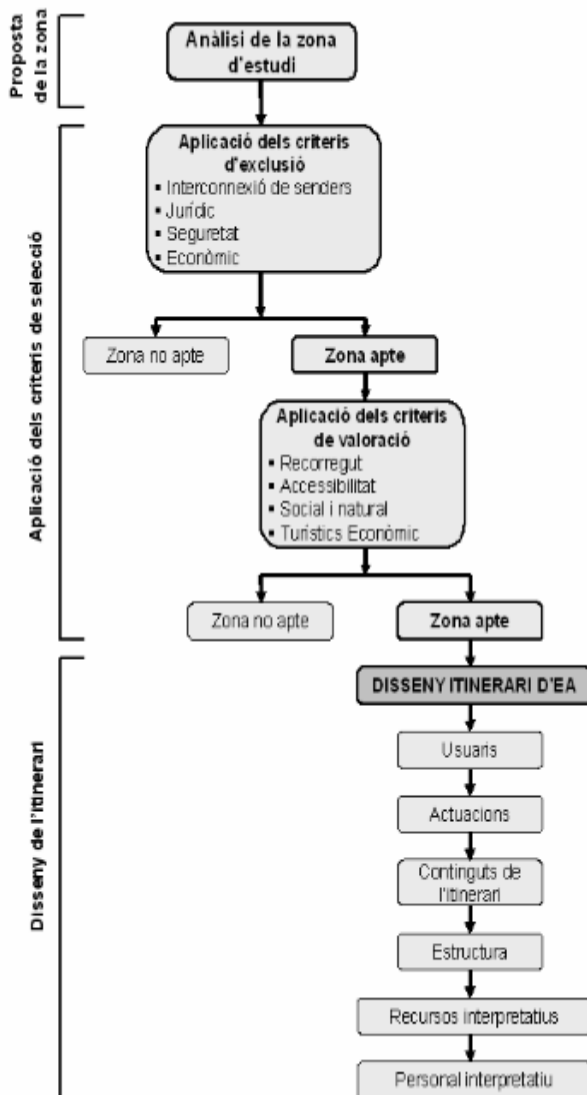 Proposta
de la zona
Anàlisi de la zona
d'estudi
Aplicació dels criteris de selecció
Aplicació dels criteris
d'exclusió
▪ Interconnexió de senders
▪ Jurídic
▪ Seguretat
▪ Econòmic
Zona no apte
Zona apte
Aplicació dels criteris
de valoració
▪ Recorregut
▪ Accessibilitat
▪ Social i natural
▪ Turístics Econòmic
Zona no apte
Zona apte
Disseny de l'itinerari
DISSENY ITINERARI D'EA
Usuaris
Actuacions
Continguts de
l'itinerari
Estructura
Recursos interpretatius
Personal interpretatiu